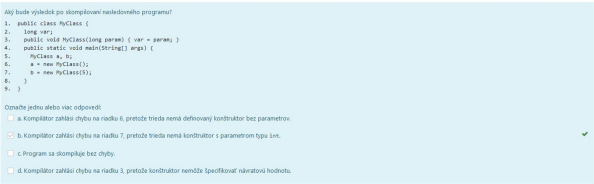 Aký bude výsledok po skompilovaní nasledovného programu?
1. public class MyClass {
2. long var;
3. public void MyClass(long param) { var = param; }
4. public static void main(String[] args) {
5. MyClass a, b;
6. a = new MyClass();
7. b = new MyClass(5);
8. }
9. }
Označte jednu alebo viac odpovedí:
a. Kompilátor zahlási chybu na riadku 6, pretože trieda nemá definovaný konštruktor bez parametrov.
b. Kompilátor zahlási chybu na riadku 7, pretože trieda nemá konštruktor s parametrom typu int.
c. Program sa skompiluje bez chyby.
d. Kompilátor zahlási chybu na riadku 3, pretože konštruktor nemôže špecifikovať návratovú hodnotu.